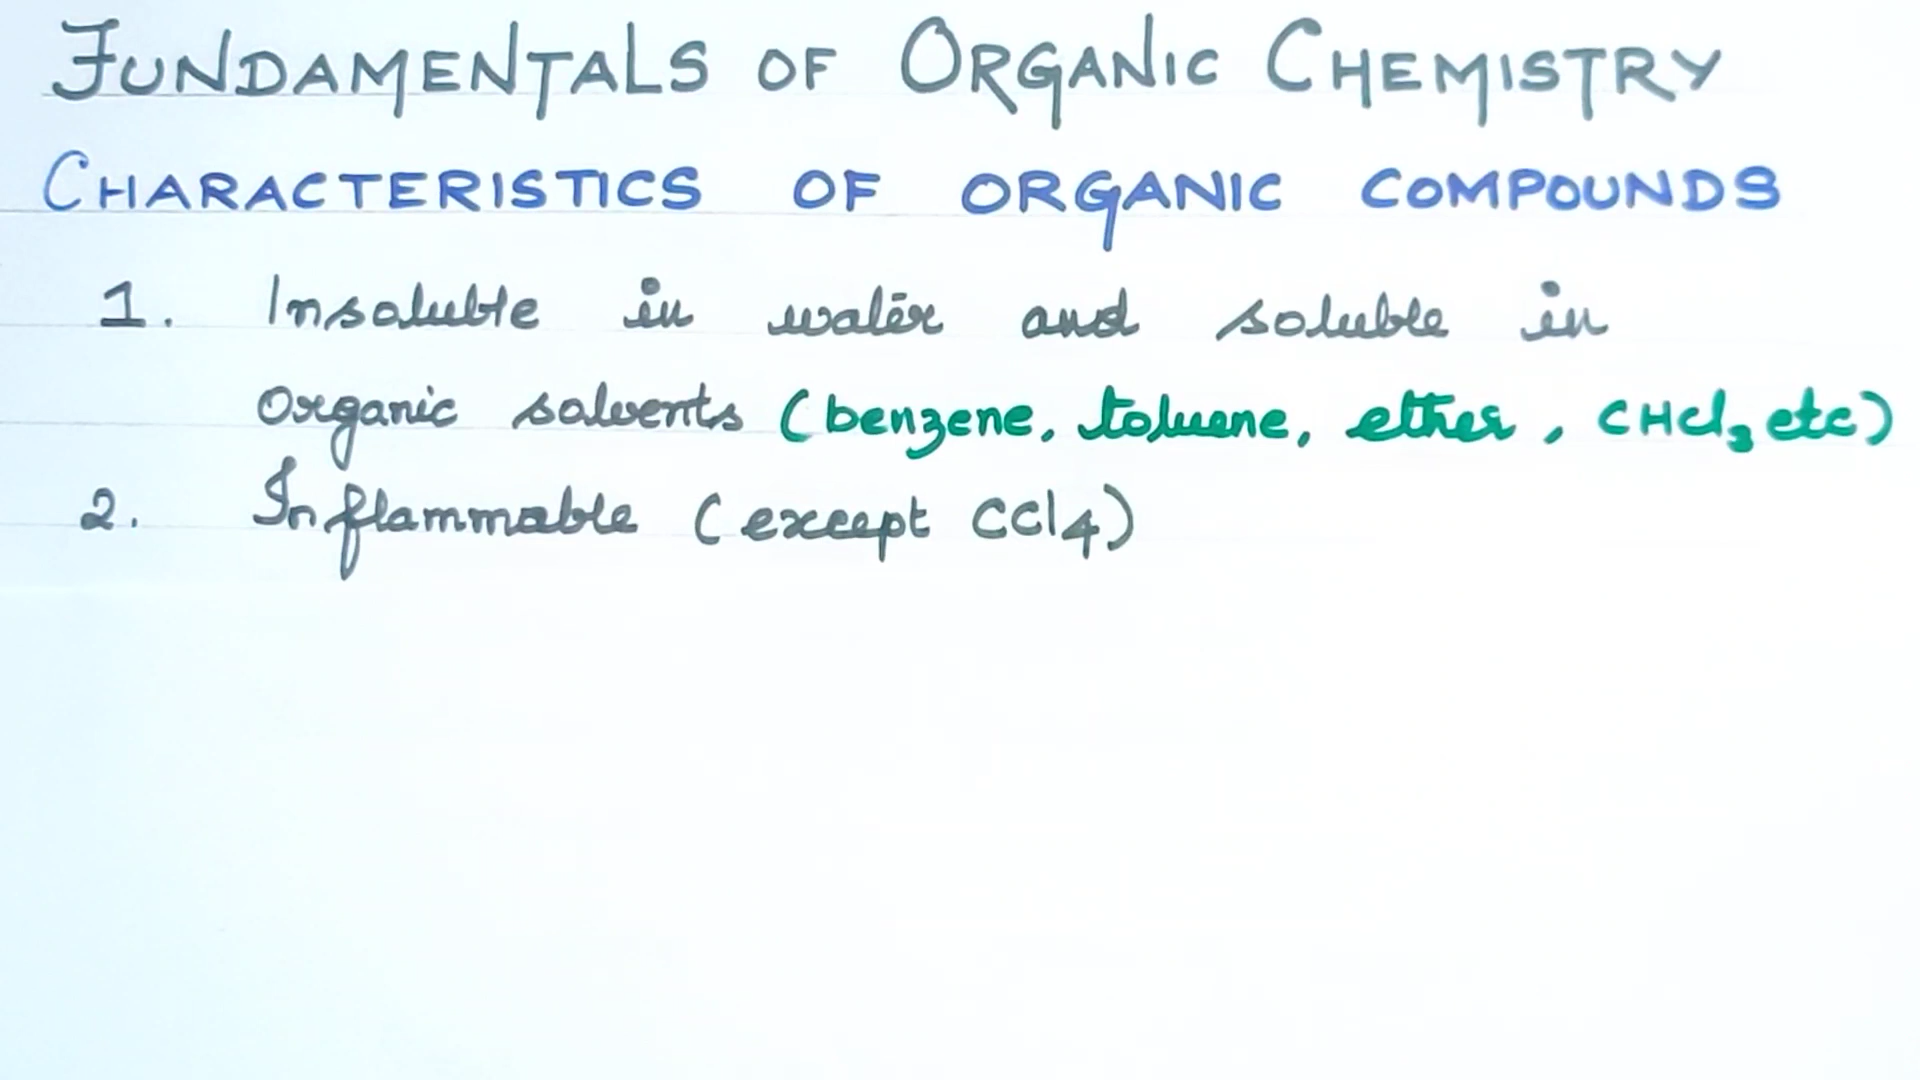 FUNDAMENTALS OF ORGANIC CHEMISTRY
CHARACTERISTICS OF ORGANIC COMPOUNDS
1. Insoluble in water and soluble in
Organic solvents (benzene, toluene, ether, CHCl₃ etc)
2. Inflammable (except CCl4)